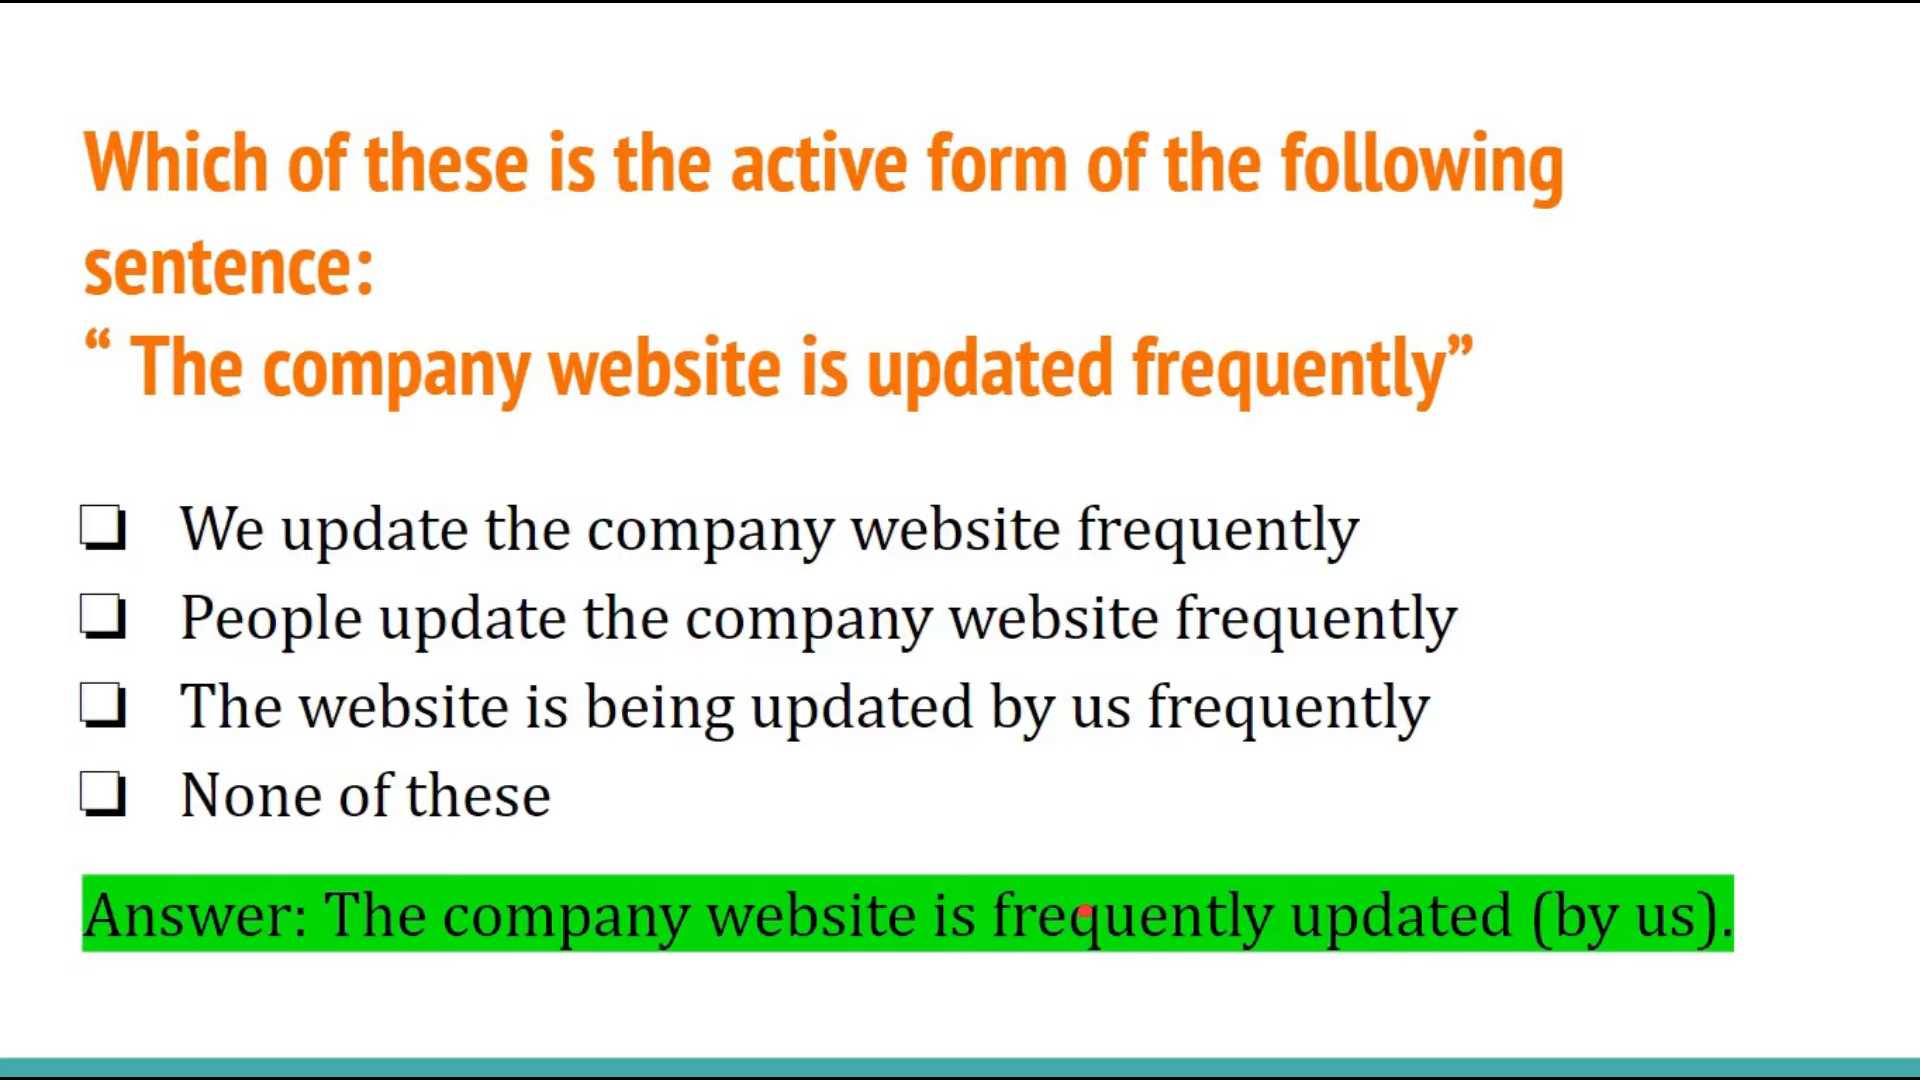 Which of these is the active form of the following
sentence:
“ The company website is updated frequently”
We update the company website frequently
People update the company website frequently
The website is being updated by us frequently
None of these
Answer: The company website is frequently updated (by us).